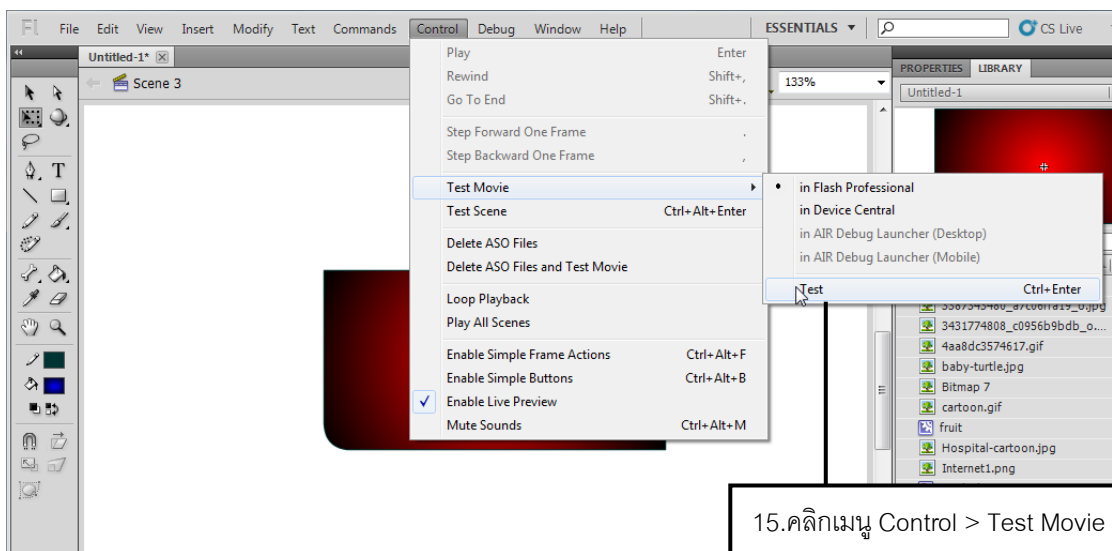 Fl File Edit View Insert Modify Text Commands Control Debug Window Help ESSENTIALS CS Live
Untitled-1*
Scene 3
133%
PROPERTIES LIBRARY
Untitled-1
Play Enter
Rewind Shift+,
Go To End Shift+.
Step Forward One Frame .
Step Backward One Frame ,
Test Movie
Test Scene Ctrl+Alt+Enter
Delete ASO Files
Delete ASO Files and Test Movie
Loop Playback
Play All Scenes
Enable Simple Frame Actions Ctrl+Alt+F
Enable Simple Buttons Ctrl+Alt+B
Enable Live Preview
Mute Sounds Ctrl+Alt+M
in Flash Professional
in Device Central
in AIR Debug Launcher (Desktop)
in AIR Debug Launcher (Mobile)
Test Ctrl+Enter
3431774808_c0956b9bdb_o....
4aa8dc3574617.gif
baby-turtle.jpg
Bitmap 7
cartoon.gif
fruit
Hospital-cartoon.jpg
Internet1.png
15.คลิกเมนู Control > Test Movie